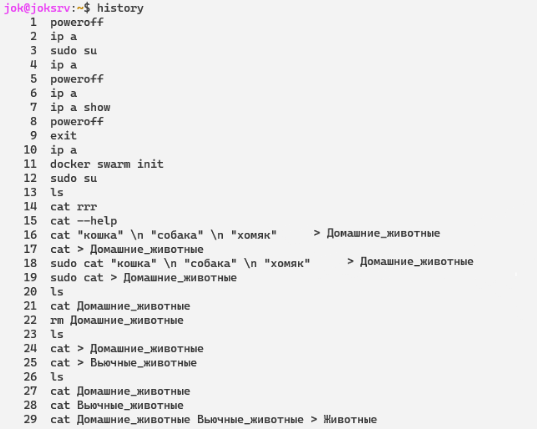 jok@joksrv:~$ history
1 poweroff
2 ip a
3 sudo su
4 ip a
5 poweroff
6 ip a
7 ip a show
8 poweroff
9 exit
10 ip a
11 docker swarm init
12 sudo su
13 ls
14 cat rrr
15 cat --help
16 cat "кошка" \n "собака" \n "хомяк" > Домашние_животные
17 cat > Домашние_животные
18 sudo cat "кошка" \n "собака" \n "хомяк" > Домашние_животные
19 sudo cat > Домашние_животные
20 ls
21 cat Домашние_животные
22 rm Домашние_животные
23 ls
24 cat > Домашние_животные
25 cat > Вьючные_животные
26 ls
27 cat Домашние_животные
28 cat Вьючные_животные
29 cat Домашние_животные Вьючные_животные > Животные